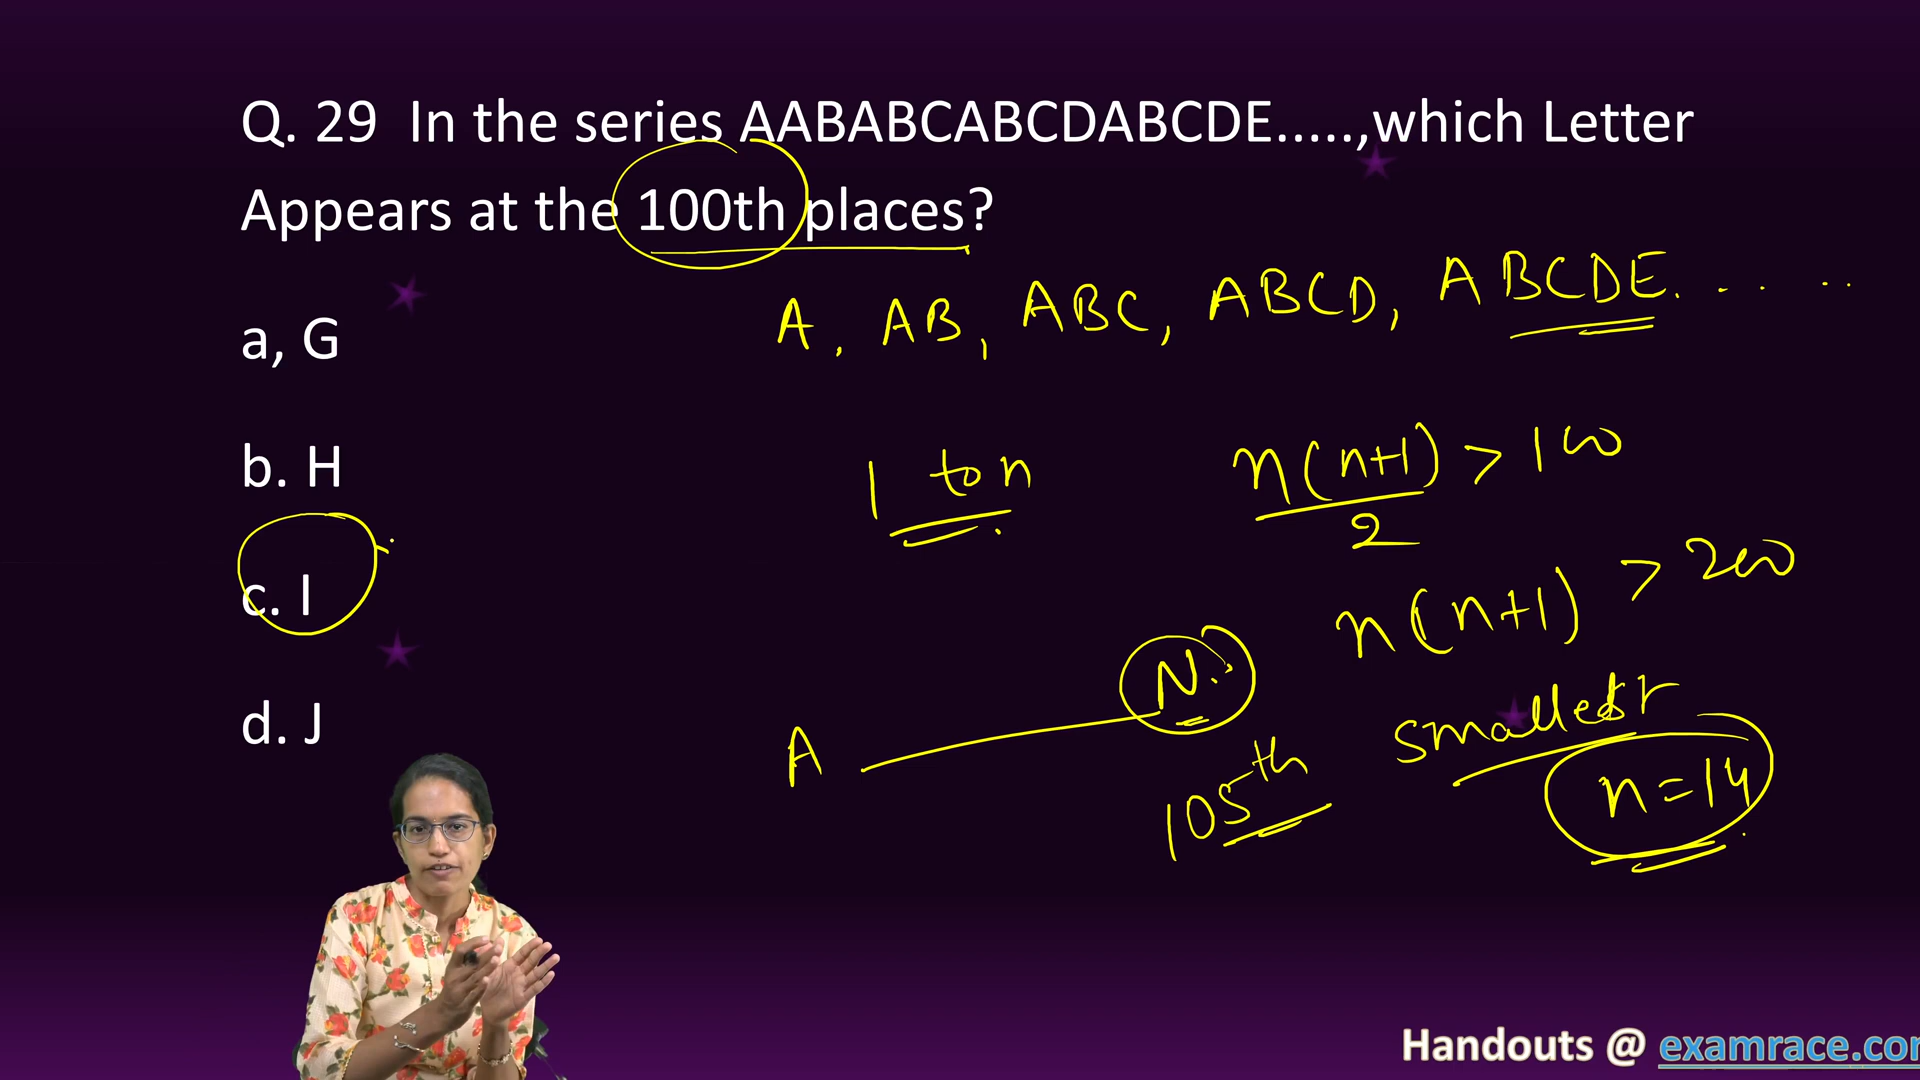 Q. 29 In the series AABABCABCDABCDE.....,which Letter
Appears at the 100th places?
A, AB, ABC, ABCD, ABCDE. . . . .
a, G
b. H
1 to n
n(n+1)/2 > 100
c. I
n(n+1) > 200
A N.
smallest
d. J
105th
n=14
Handouts @ examrace.com